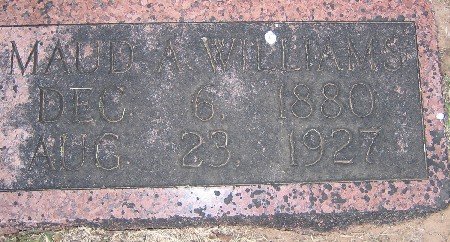 MAUD A WILLIAMS
DEC. 6, 1880
AUG 23, 1927